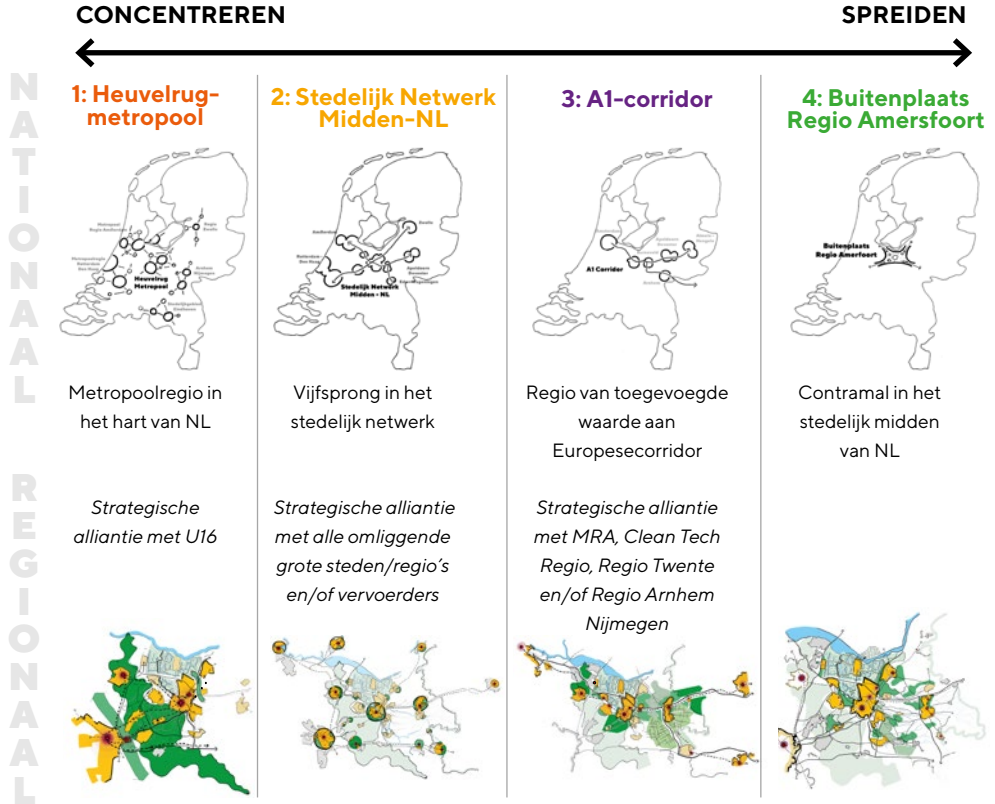 CONCENTREREN
SPREIDEN
NATIONAAL
1: Heuvelrug-
metropool
Heuvelrug
Metropool
Metropoolregio in
het hart van NL
2: Stedelijk Netwerk
Midden-NL
Stedelijk Netwerk
Midden - NL
Vijfsprong in het
stedelijk netwerk
3: A1-corridor
A1 Corridor
Regio van toegevoegde
waarde aan
Europesecorridor
4: Buitenplaats
Regio Amersfoort
Buitenplaats
Regio Amerfoort
Contramal in het
stedelijk midden
van NL
REGIONAAL
Strategische
alliantie met U16
Strategische alliantie
met alle omliggende
grote steden/regio's
en/of vervoerders
Strategische alliantie
met MRA, Clean Tech
Regio, Regio Twente
en/of Regio Arnhem
Nijmegen